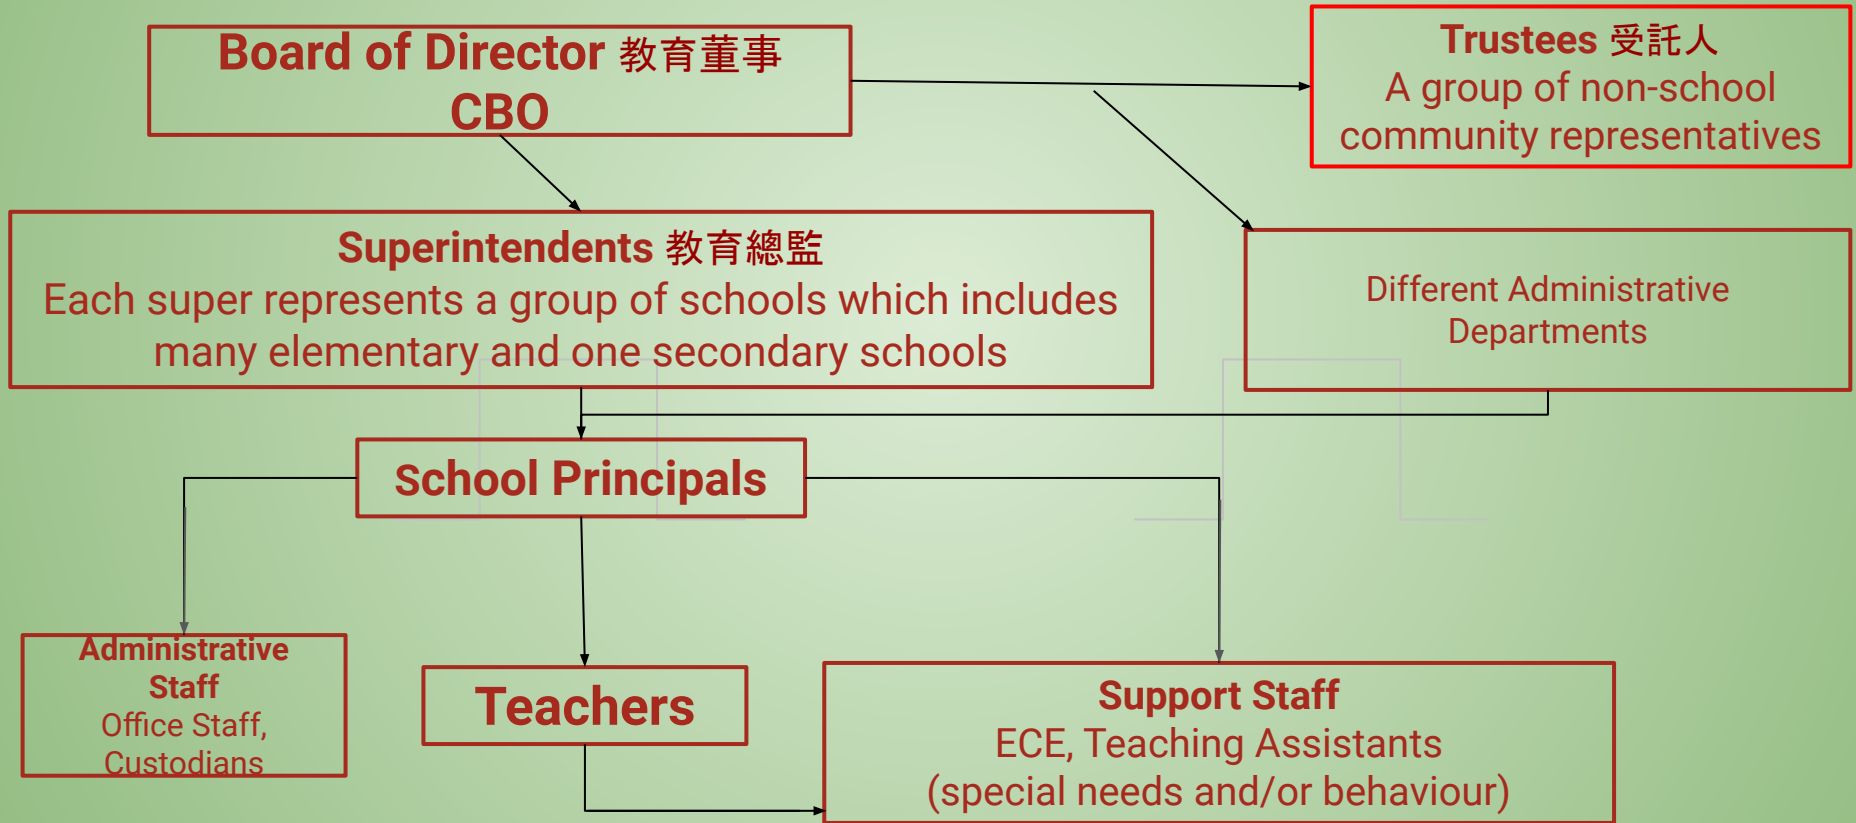 Board of Director 教育董事
CBO
Trustees 受託人
A group of non-school
community representatives
Superintendents 教育總監
Each super represents a group of schools which includes
many elementary and one secondary schools
Different Administrative
Departments
School Principals
Administrative
Staff
Office Staff,
Custodians
Teachers
Support Staff
ECE, Teaching Assistants
(special needs and/or behaviour)